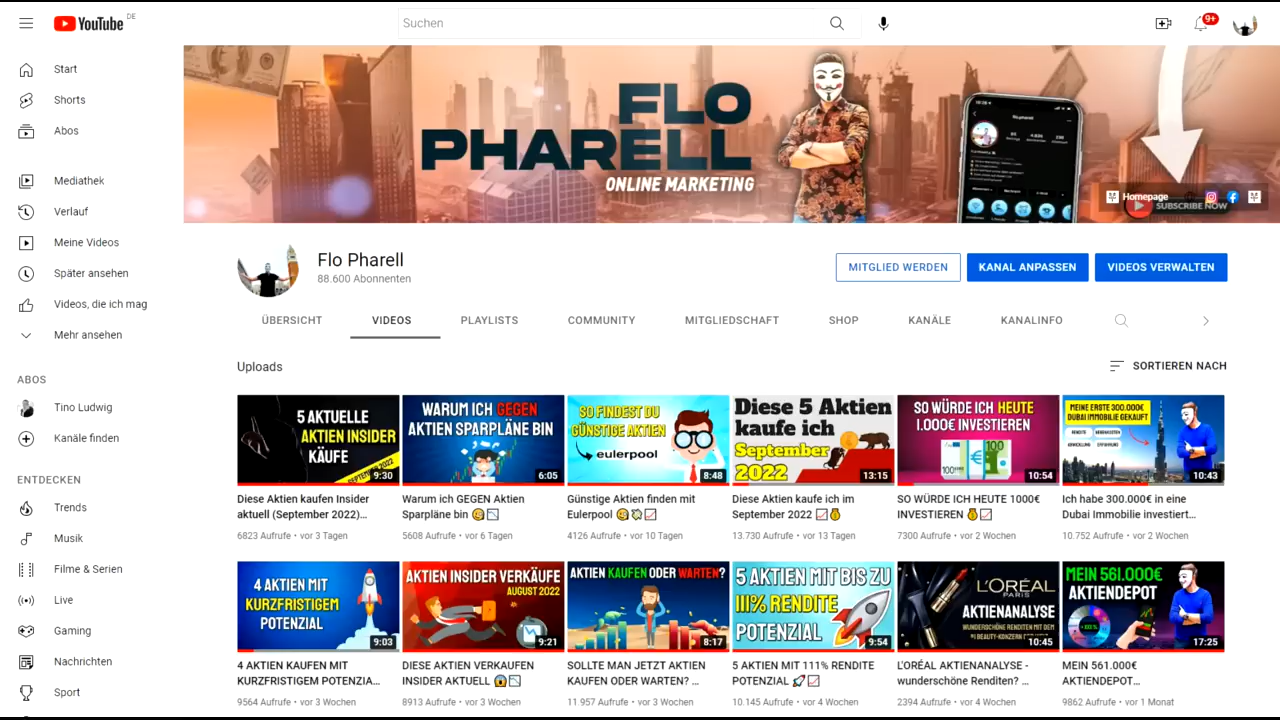 YouTube DE
Suchen
9+
Start
Shorts
Abos
Mediathek
Verlauf
Meine Videos
Später ansehen
Videos, die ich mag
Mehr ansehen
ABOS
Tino Ludwig
Kanäle finden
ENTDECKEN
Trends
Musik
Filme & Serien
Live
Gaming
Nachrichten
Sport
FLO
PHARELL
ONLINE MARKETING
Homepage
SUBSCRIBE NOW
Flo Pharell
88.600 Abonnenten
MITGLIED WERDEN
KANAL ANPASSEN
VIDEOS VERWALTEN
ÜBERSICHT
VIDEOS
PLAYLISTS
COMMUNITY
MITGLIEDSCHAFT
SHOP
KANÄLE
KANALINFO
Uploads
SORTIEREN NACH
5 AKTUELLE
AKTIEN INSIDER
KÄUFE
SEPTEMBER 2022
9:30
Diese Aktien kaufen Insider
aktuell (September 2022)...
6823 Aufrufe • vor 3 Tagen
WARUM ICH GEGEN
AKTIEN SPARPLÄNE BIN
6:05
Warum ich GEGEN Aktien
Sparpläne bin 🧐📉
5608 Aufrufe • vor 6 Tagen
SO FINDEST DU
GÜNSTIGE AKTIEN
eulerpool
8:48
Günstige Aktien finden mit
Eulerpool 🧐💸📈
4126 Aufrufe • vor 10 Tagen
Diese 5 Aktien
kaufe ich
September
2022
13:15
Diese Aktien kaufe ich im
September 2022 📈💰
13.730 Aufrufe • vor 13 Tagen
SO WÜRDE ICH HEUTE
1.000€ INVESTIEREN
100
10:54
SO WÜRDE ICH HEUTE 1000€
INVESTIEREN 💰📈
7300 Aufrufe • vor 2 Wochen
MEINE ERSTE 300.000€
DUBAI IMMOBILIE GEKAUFT
10:43
Ich habe 300.000€ in eine
Dubai Immobilie investiert...
10.752 Aufrufe • vor 2 Wochen
4 AKTIEN MIT
KURZFRISTIGEM
POTENZIAL
9:03
4 AKTIEN KAUFEN MIT
KURZFRISTIGEM POTENZIA...
9564 Aufrufe • vor 3 Wochen
AKTIEN INSIDER VERKÄUFE
AUGUST 2022
9:21
DIESE AKTIEN VERKAUFEN
INSIDER AKTUELL 😱📉
8913 Aufrufe • vor 3 Wochen
AKTIEN KAUFEN ODER WARTEN?
8:17
SOLLTE MAN JETZT AKTIEN
KAUFEN ODER WARTEN? ...
11.957 Aufrufe • vor 3 Wochen
5 AKTIEN MIT BIS ZU
111% RENDITE
POTENZIAL
9:54
5 AKTIEN MIT 111% RENDITE
POTENZIAL 🚀📈
10.145 Aufrufe • vor 4 Wochen
L'ORÉAL
PARIS
AKTIENANALYSE
WUNDERSCHÖNE RENDITEN MIT DEM
#1 BEAUTY-KONZERN
10:45
L'ORÉAL AKTIENANALYSE -
wunderschöne Renditen? ...
2394 Aufrufe • vor 4 Wochen
MEIN 561.000€
AKTIENDEPOT
17:25
MEIN 561.000€
AKTIENDEPOT...
9862 Aufrufe • vor 1 Monat